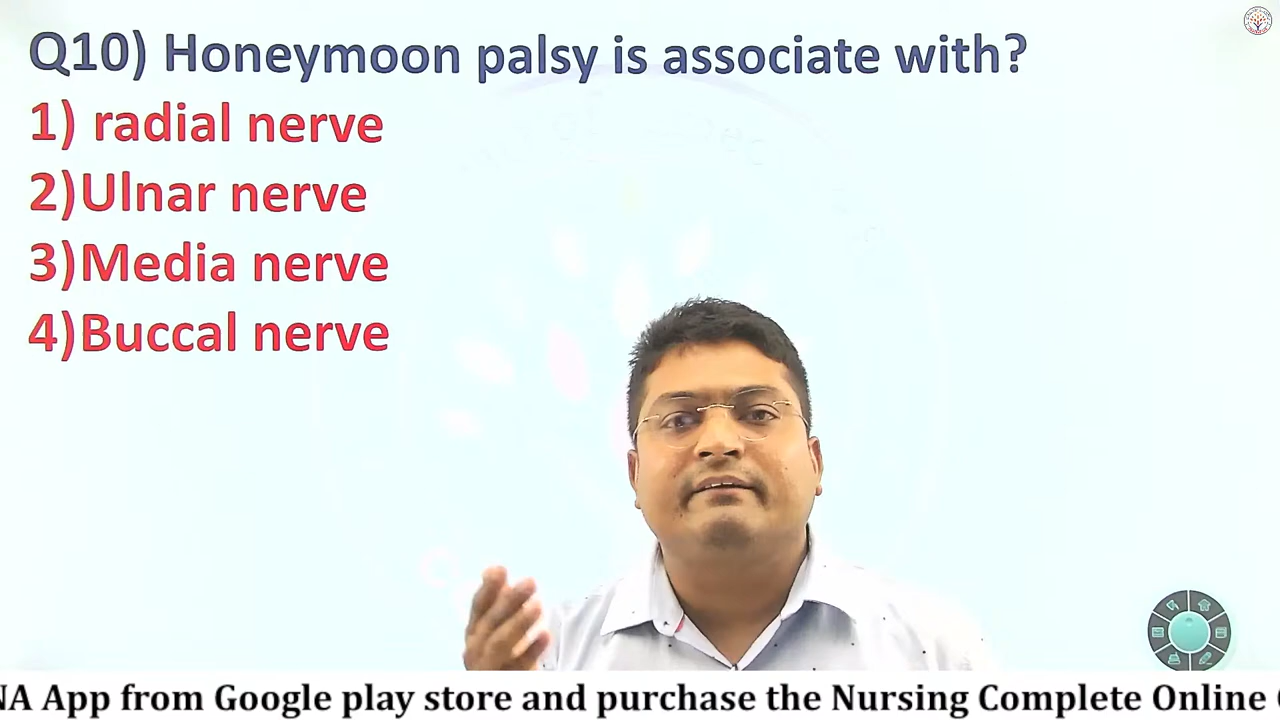 Q10) Honeymoon palsy is associate with?
1) radial nerve
2)Ulnar nerve
3)Media nerve
4)Buccal nerve
NA App from Google play store and purchase the Nursing Complete Online